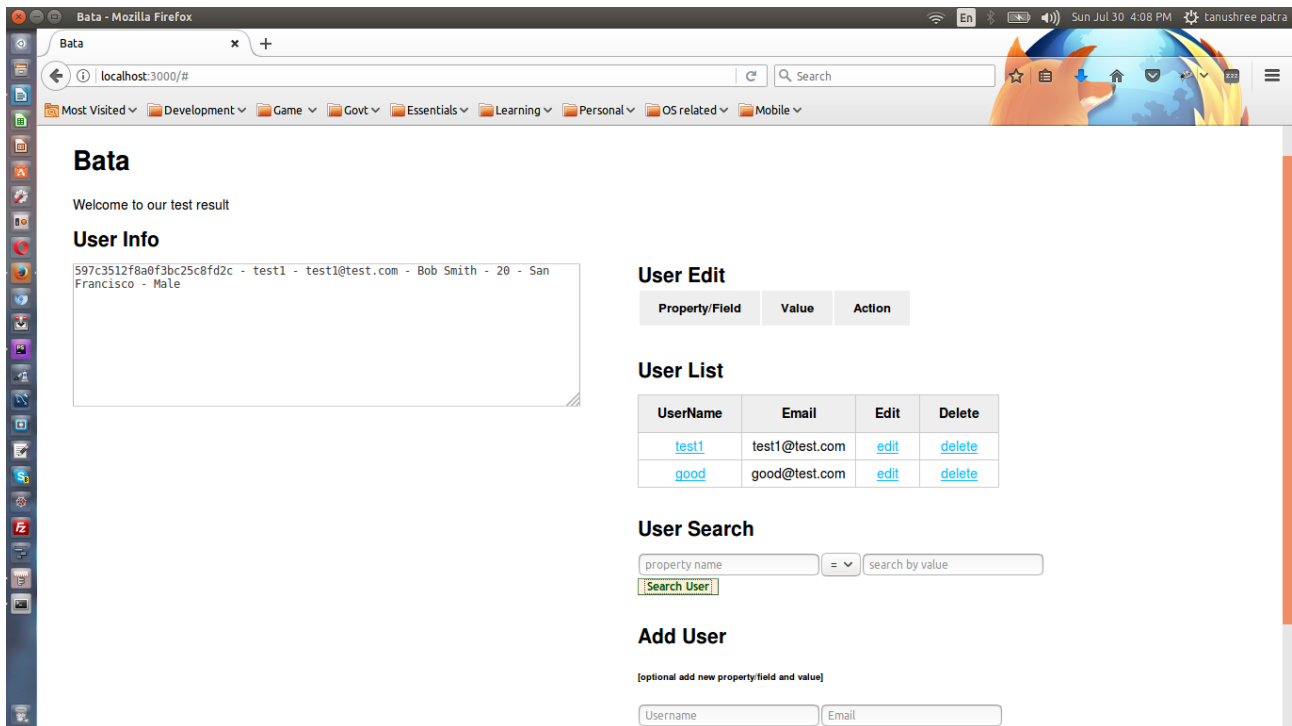 Bata - Mozilla Firefox
En
Sun Jul 30 4:08 PM
tanushree patra
Bata
localhost:3000/#
Search
Most Visited
Development
Game
Govt
Essentials
Learning
Personal
OS related
Mobile
Bata
Welcome to our test result
User Info
597c3512f8a0f3bc25c8fd2c - test1 - test1@test.com - Bob Smith - 20 - San
Francisco - Male
User Edit
Property/Field Value Action
User List
UserName Email Edit Delete
test1 test1@test.com edit delete
good good@test.com edit delete
User Search
property name = search by value
Search User
Add User
[optional add new property/field and value]
Username Email